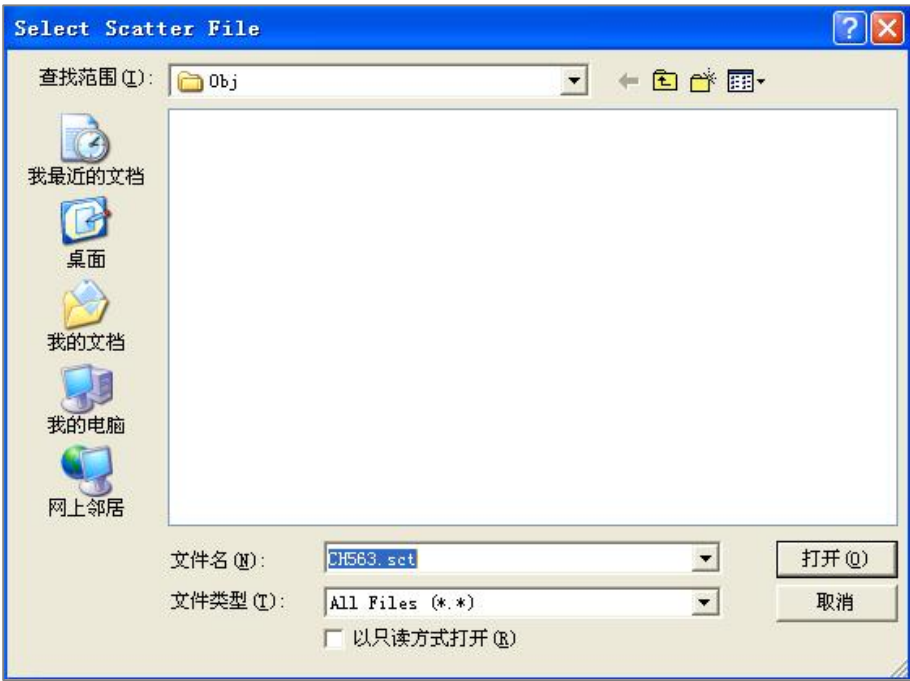 Select Scatter File
查找范围(I):
Obj
我最近的文档
桌面
我的文档
我的电脑
网上邻居
文件名(N):
CH563.sct
打开(O)
文件类型(T):
All Files (*.*)
取消
以只读方式打开(R)